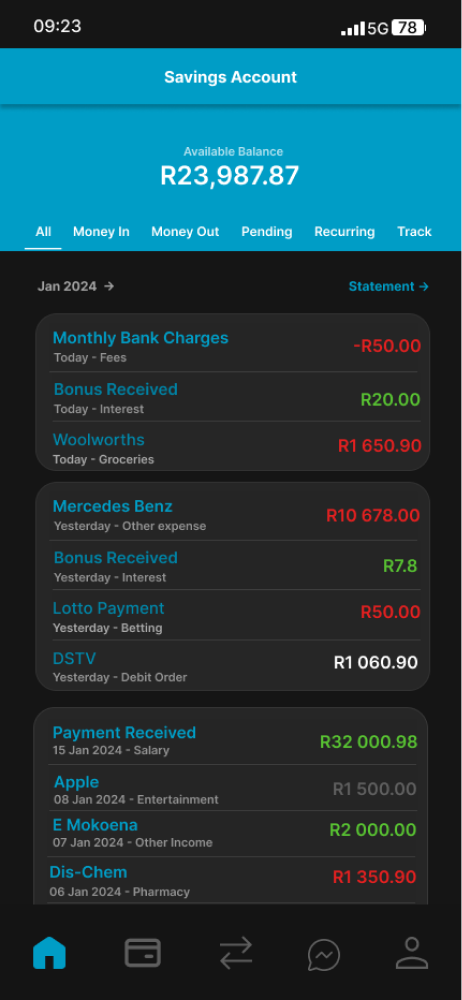 09:23
5G 78
Savings Account
Available Balance
R23,987.87
All Money In Money Out Pending Recurring Track
Jan 2024 → Statement →
Monthly Bank Charges
-R50.00
Today - Fees
Bonus Received
R20.00
Today - Interest
Woolworths
R1 650.90
Today - Groceries
Mercedes Benz
R10 678.00
Yesterday - Other expense
Bonus Received
R7.8
Yesterday - Interest
Lotto Payment
R50.00
Yesterday - Betting
DSTV
R1 060.90
Yesterday - Debit Order
Payment Received
R32 000.98
15 Jan 2024 - Salary
Apple
R1 500.00
08 Jan 2024 - Entertainment
E Mokoena
R2 000.00
07 Jan 2024 - Other Income
Dis-Chem
R1 350.90
06 Jan 2024 - Pharmacy